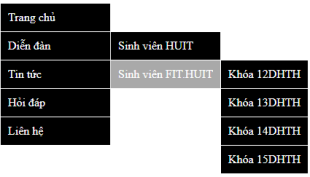 Trang chủ
Diễn đàn
Sinh viên HUIT
Tin tức
Sinh viên FIT.HUIT
Khóa 12DHTH
Hỏi đáp
Khóa 13DHTH
Liên hệ
Khóa 14DHTH
Khóa 15DHTH